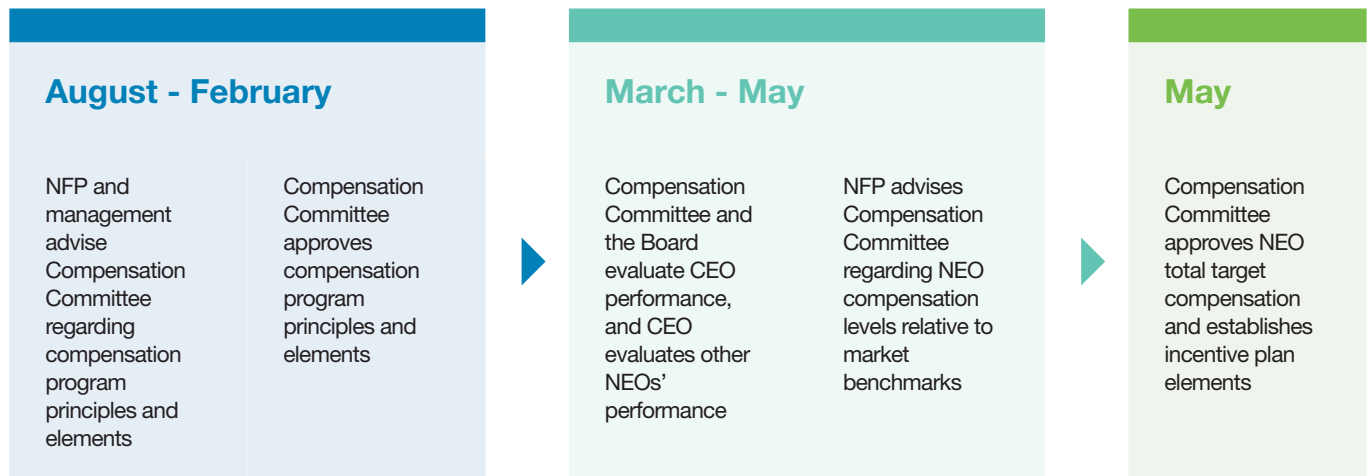 August - February
NFP and
management
advise
Compensation
Committee
regarding
compensation
program
principles and
elements
Compensation
Committee
approves
compensation
program
principles and
elements
March - May
Compensation
Committee and
the Board
evaluate CEO
performance,
and CEO
evaluates other
NEOs’
performance
NFP advises
Compensation
Committee
regarding NEO
compensation
levels relative to
market
benchmarks
May
Compensation
Committee
approves NEO
total target
compensation
and establishes
incentive plan
elements